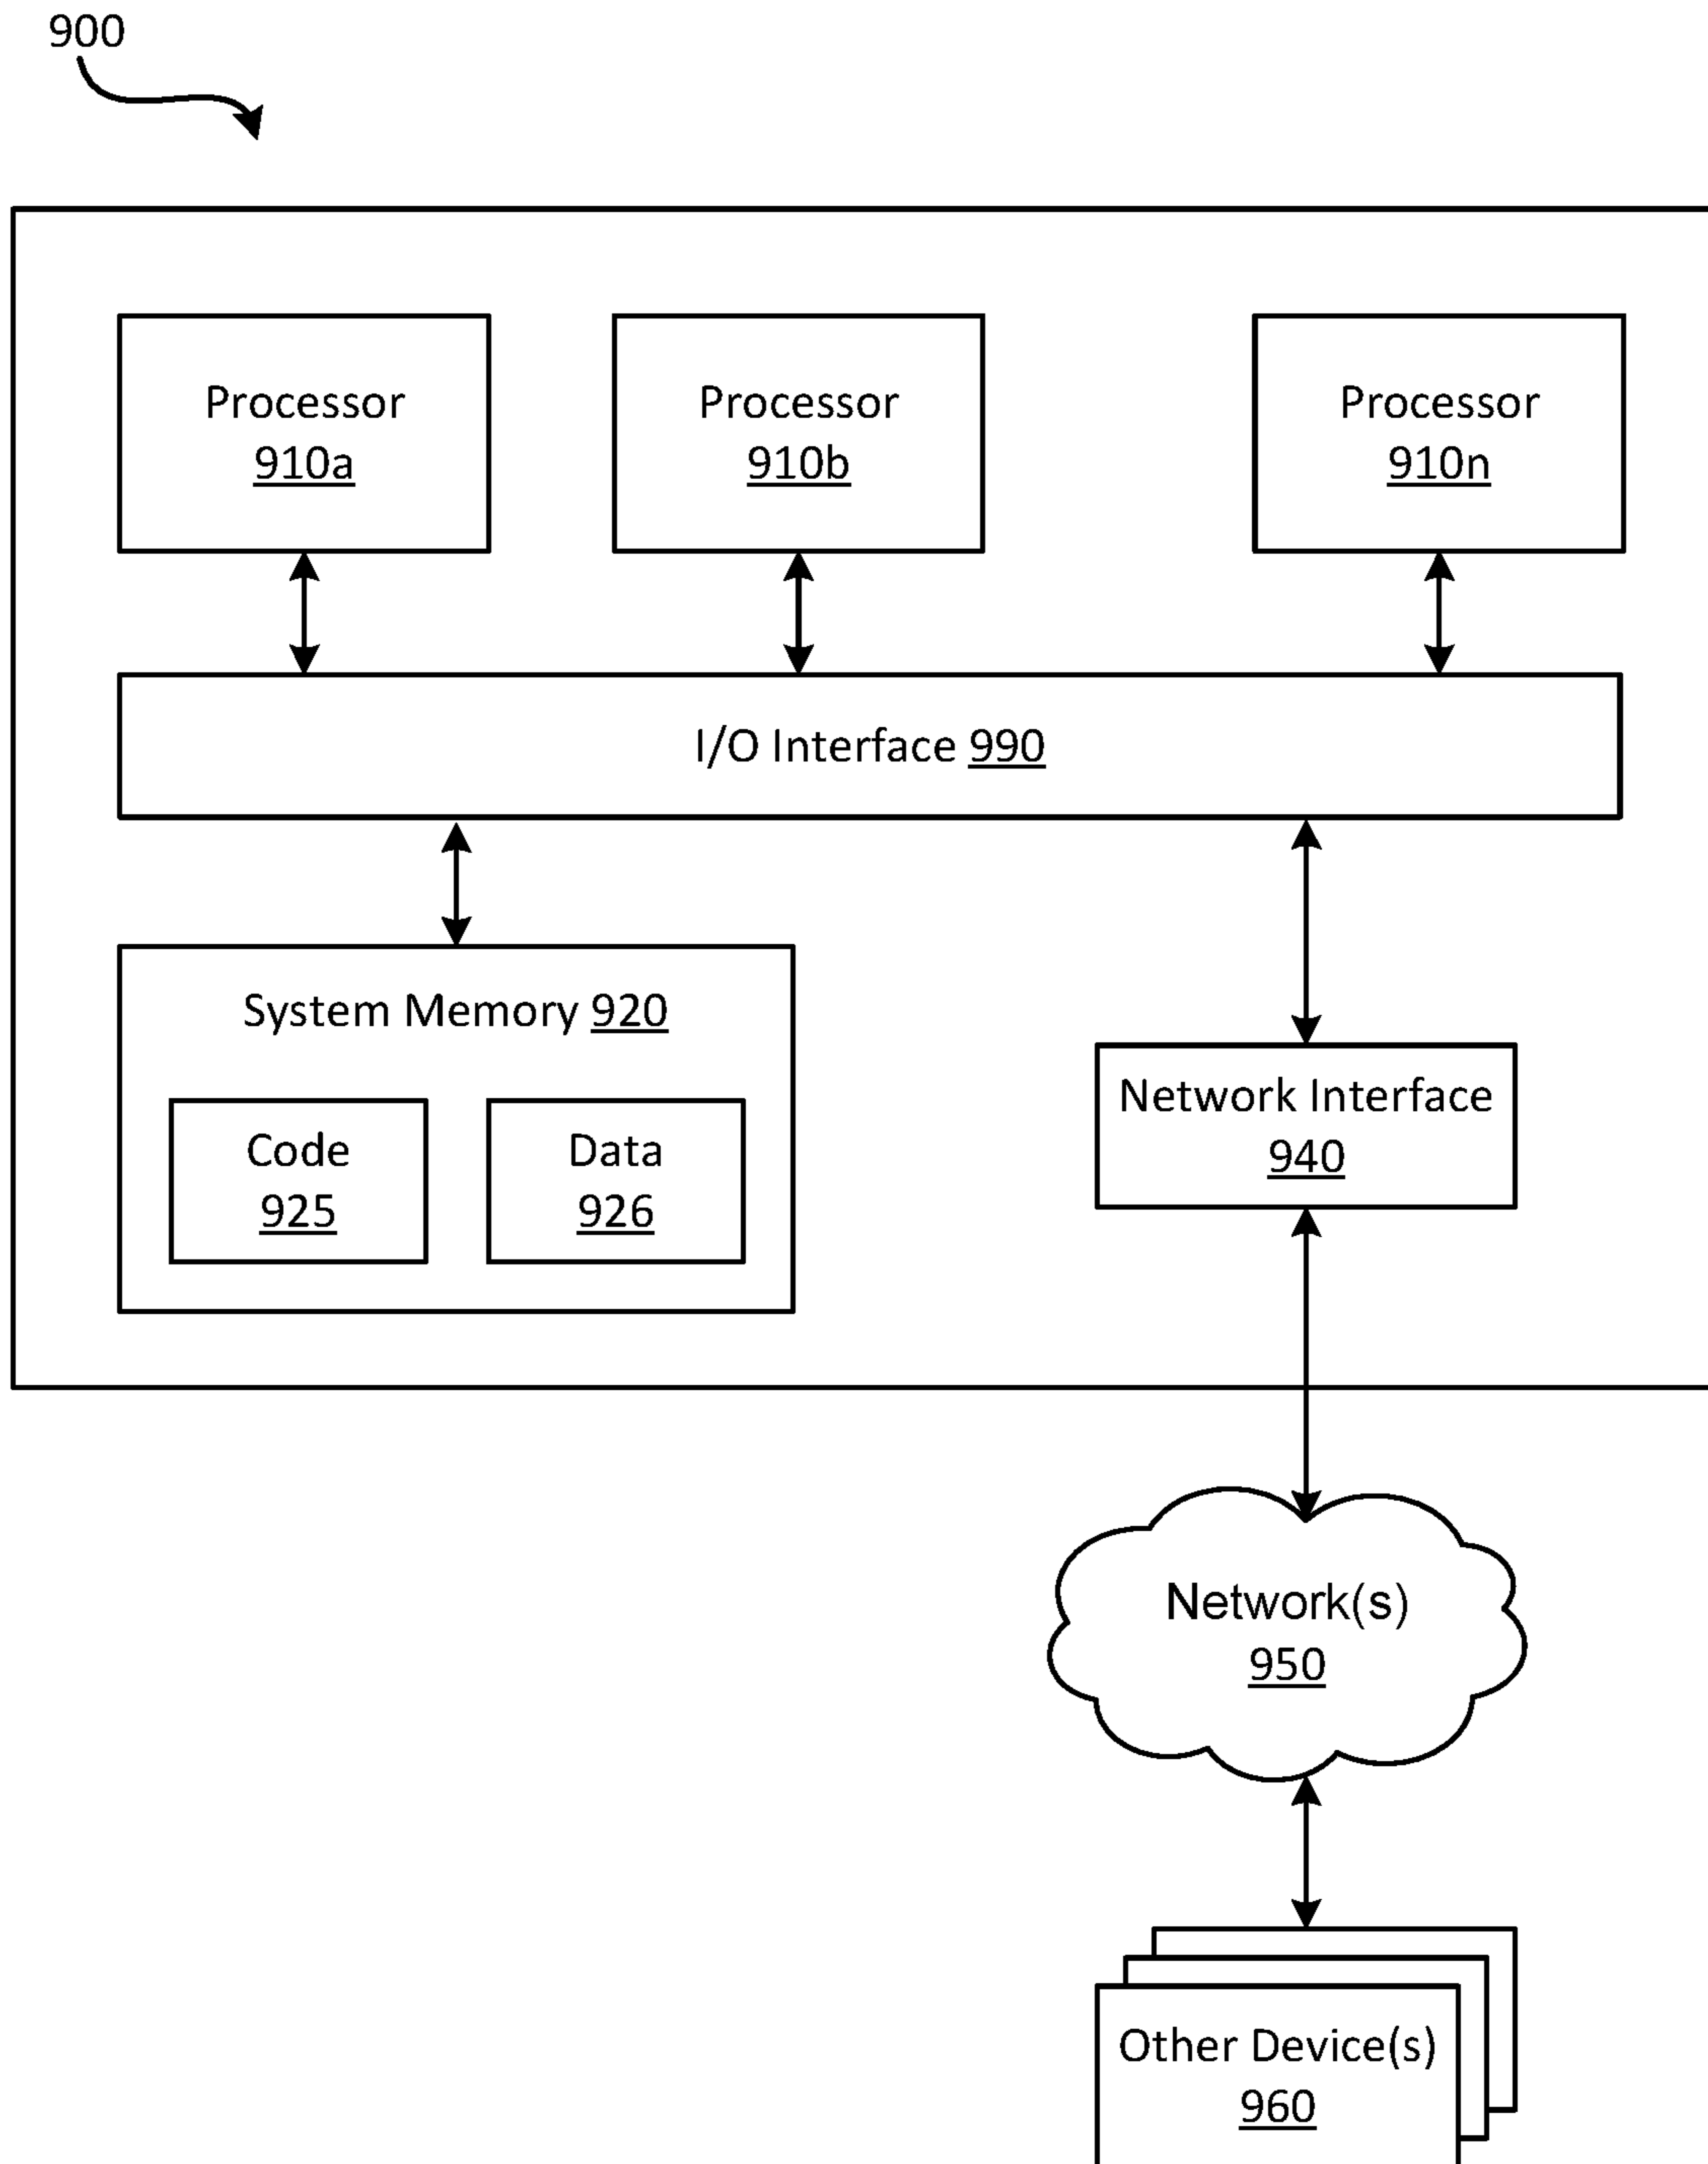 900
Processor
910a
Processor
910b
Processor
910n
I/O Interface 990
System Memory 920
Code
925
Data
926
Network Interface
940
Network(s)
950
Other Device(s)
960